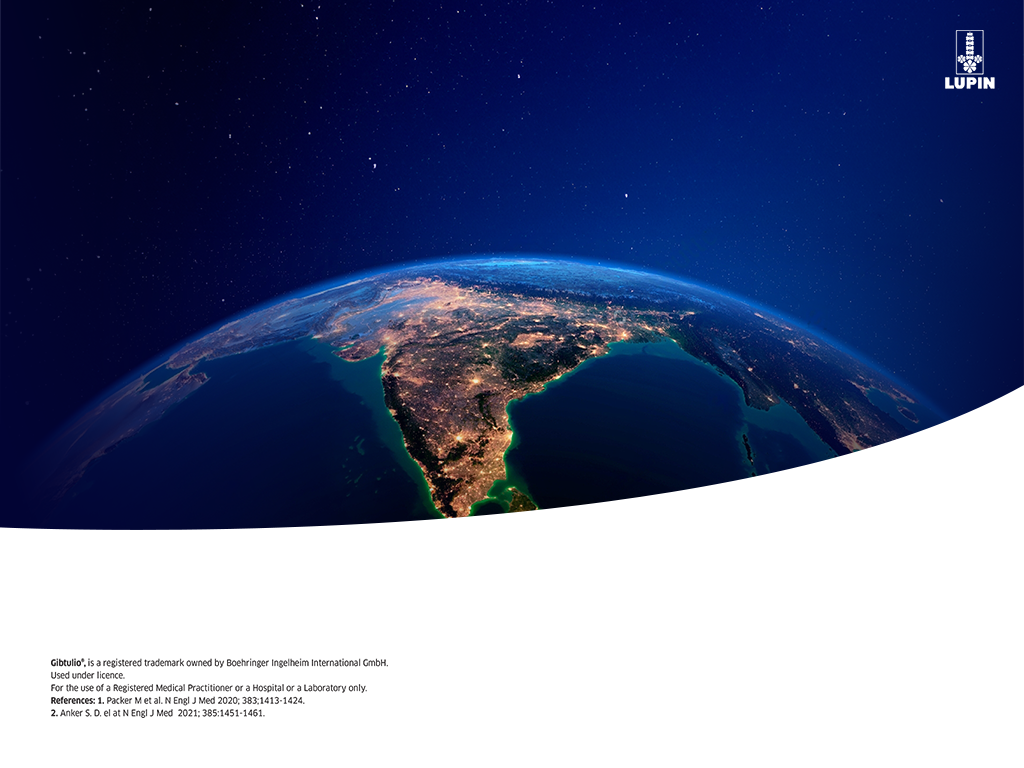 LUPIN
Gibtulio®, is a registered trademark owned by Boehringer Ingelheim International GmbH.
Used under licence.
For the use of a Registered Medical Practitioner or a Hospital or a Laboratory only.
References: 1. Packer M et al. N Engl J Med 2020; 383;1413-1424.
2. Anker S. D. el at N Engl J Med 2021; 385:1451-1461.